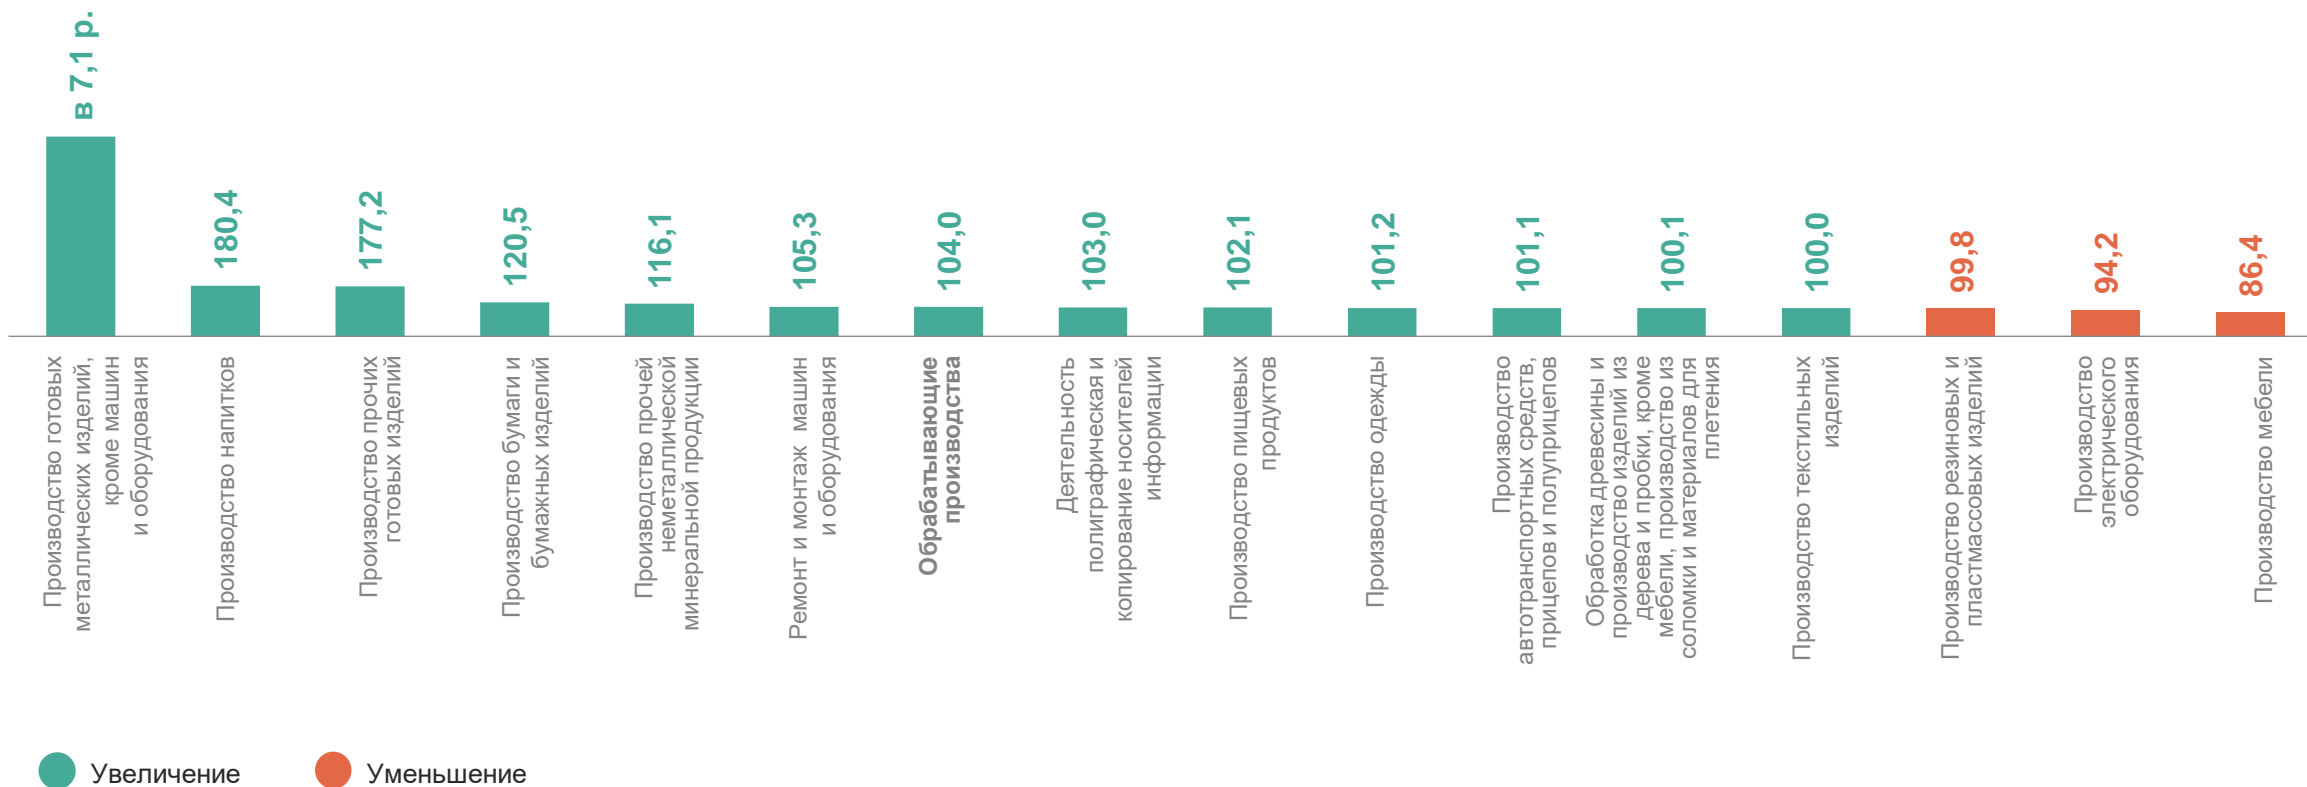 в 7,1 р.
180,4
177,2
120,5
116,1
105,3
104,0
103,0
102,1
101,2
101,1
100,1
100,0
99,8
94,2
86,4
Производство готовых
металлических изделий,
кроме машин
и оборудования
Производство напитков
Производство прочих
готовых изделий
Производство бумаги и
бумажных изделий
Производство прочей
неметаллической
минеральной продукции
Ремонт и монтаж машин
и оборудования
Обрабатывающие
производства
Деятельность
полиграфическая и
копирование носителей
информации
Производство пищевых
продуктов
Производство одежды
Производство
автотранспортных средств,
прицепов и полуприцепов
Обработка древесины и
производство изделий из
дерева и пробки, кроме
мебели, производство из
соломки и материалов для
плетения
Производство текстильных
изделий
Производство резиновых и
пластмассовых изделий
Производство
электрического
оборудования
Производство мебели
Увеличение
Уменьшение